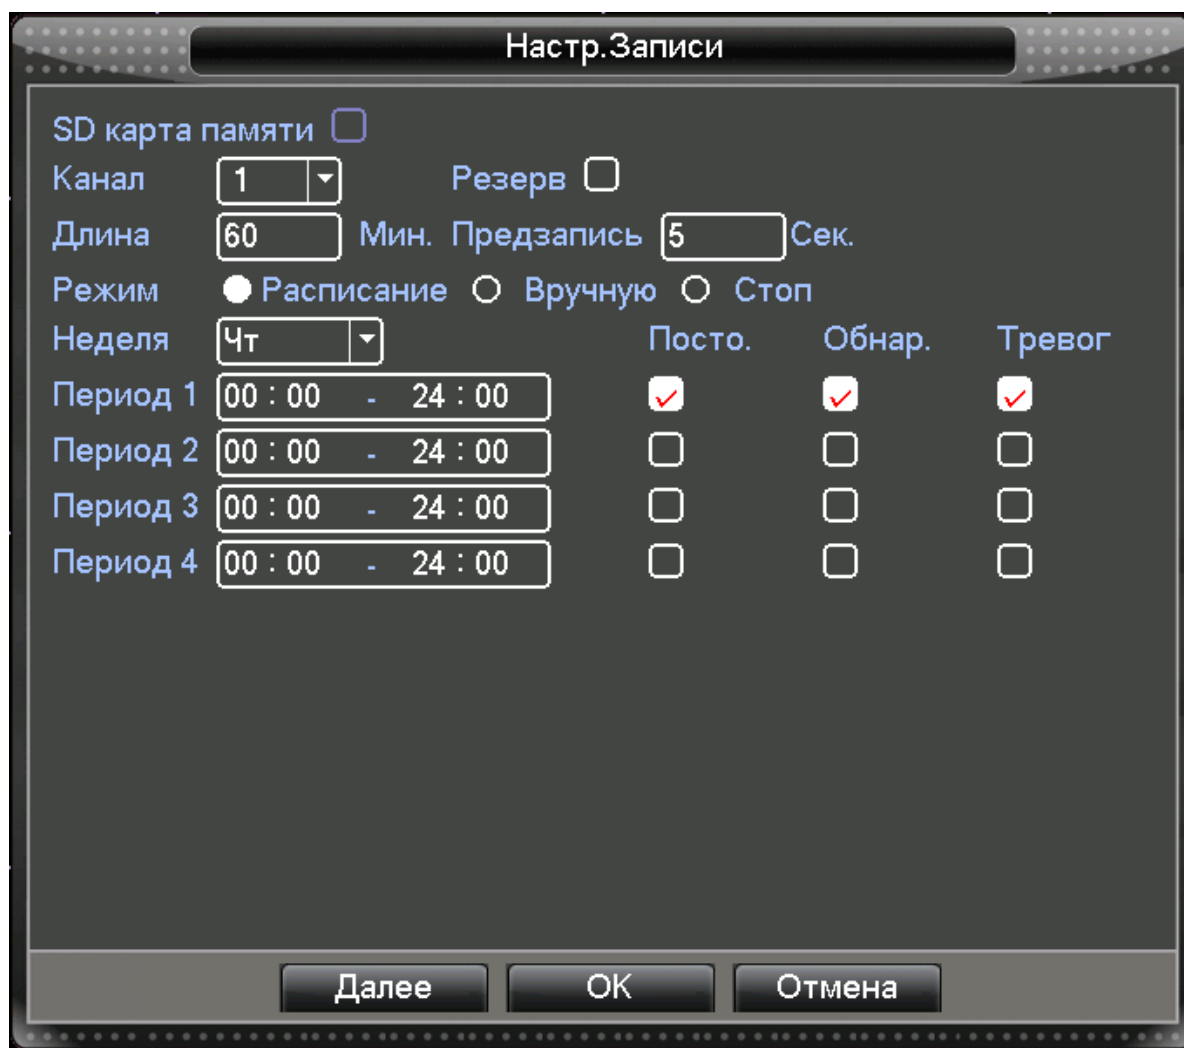 Настр.Записи
SD карта памяти
Канал 1 Резерв
Длина 60 Мин. Предзапись 5 Сек.
Режим Расписание Вручную Стоп
Неделя Чт Посто. Обнар. Тревог
Период 1 00 : 00 - 24 : 00
Период 2 00 : 00 - 24 : 00
Период 3 00 : 00 - 24 : 00
Период 4 00 : 00 - 24 : 00
Далее OK Отмена